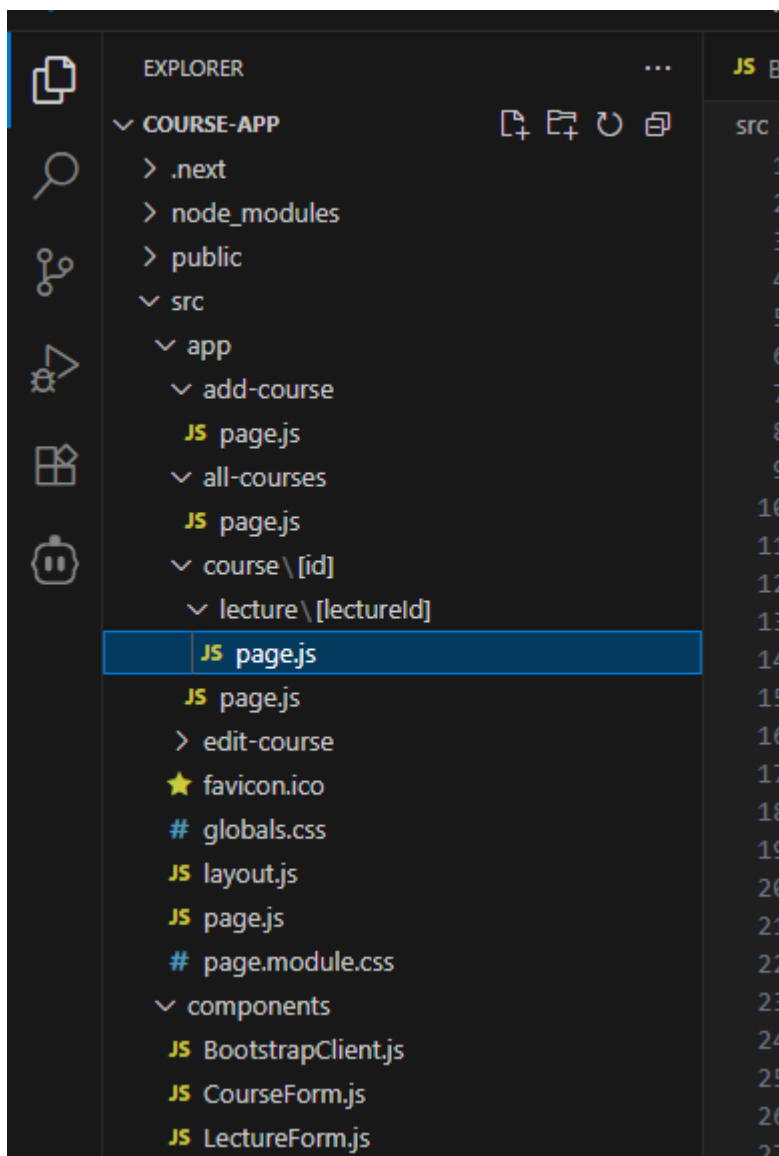 EXPLORER
···
JS
COURSE-APP
src
.next
node_modules
public
src
app
add-course
JS page.js
all-courses
JS page.js
course\[id]
lecture\[lectureId]
JS page.js
JS page.js
edit-course
favicon.ico
# globals.css
JS layout.js
JS page.js
# page.module.css
components
JS BootstrapClient.js
JS CourseForm.js
JS LectureForm.js